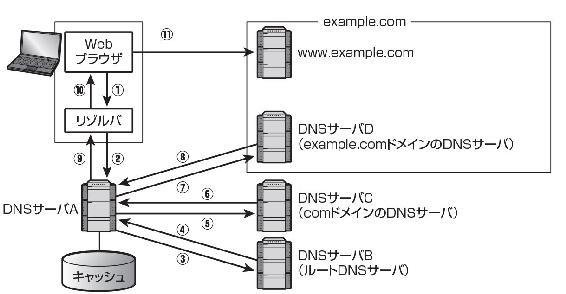 example.com
Web
ブラウザ
⑪
www.example.com
⑩
①
リゾルバ
⑨
②
⑧
⑦
DNSサーバD
(example.comドメインのDNSサーバ)
DNSサーバA
⑥
⑤
DNSサーバC
(comドメインのDNSサーバ)
④
③
DNSサーバB
(ルートDNSサーバ)
キャッシュ